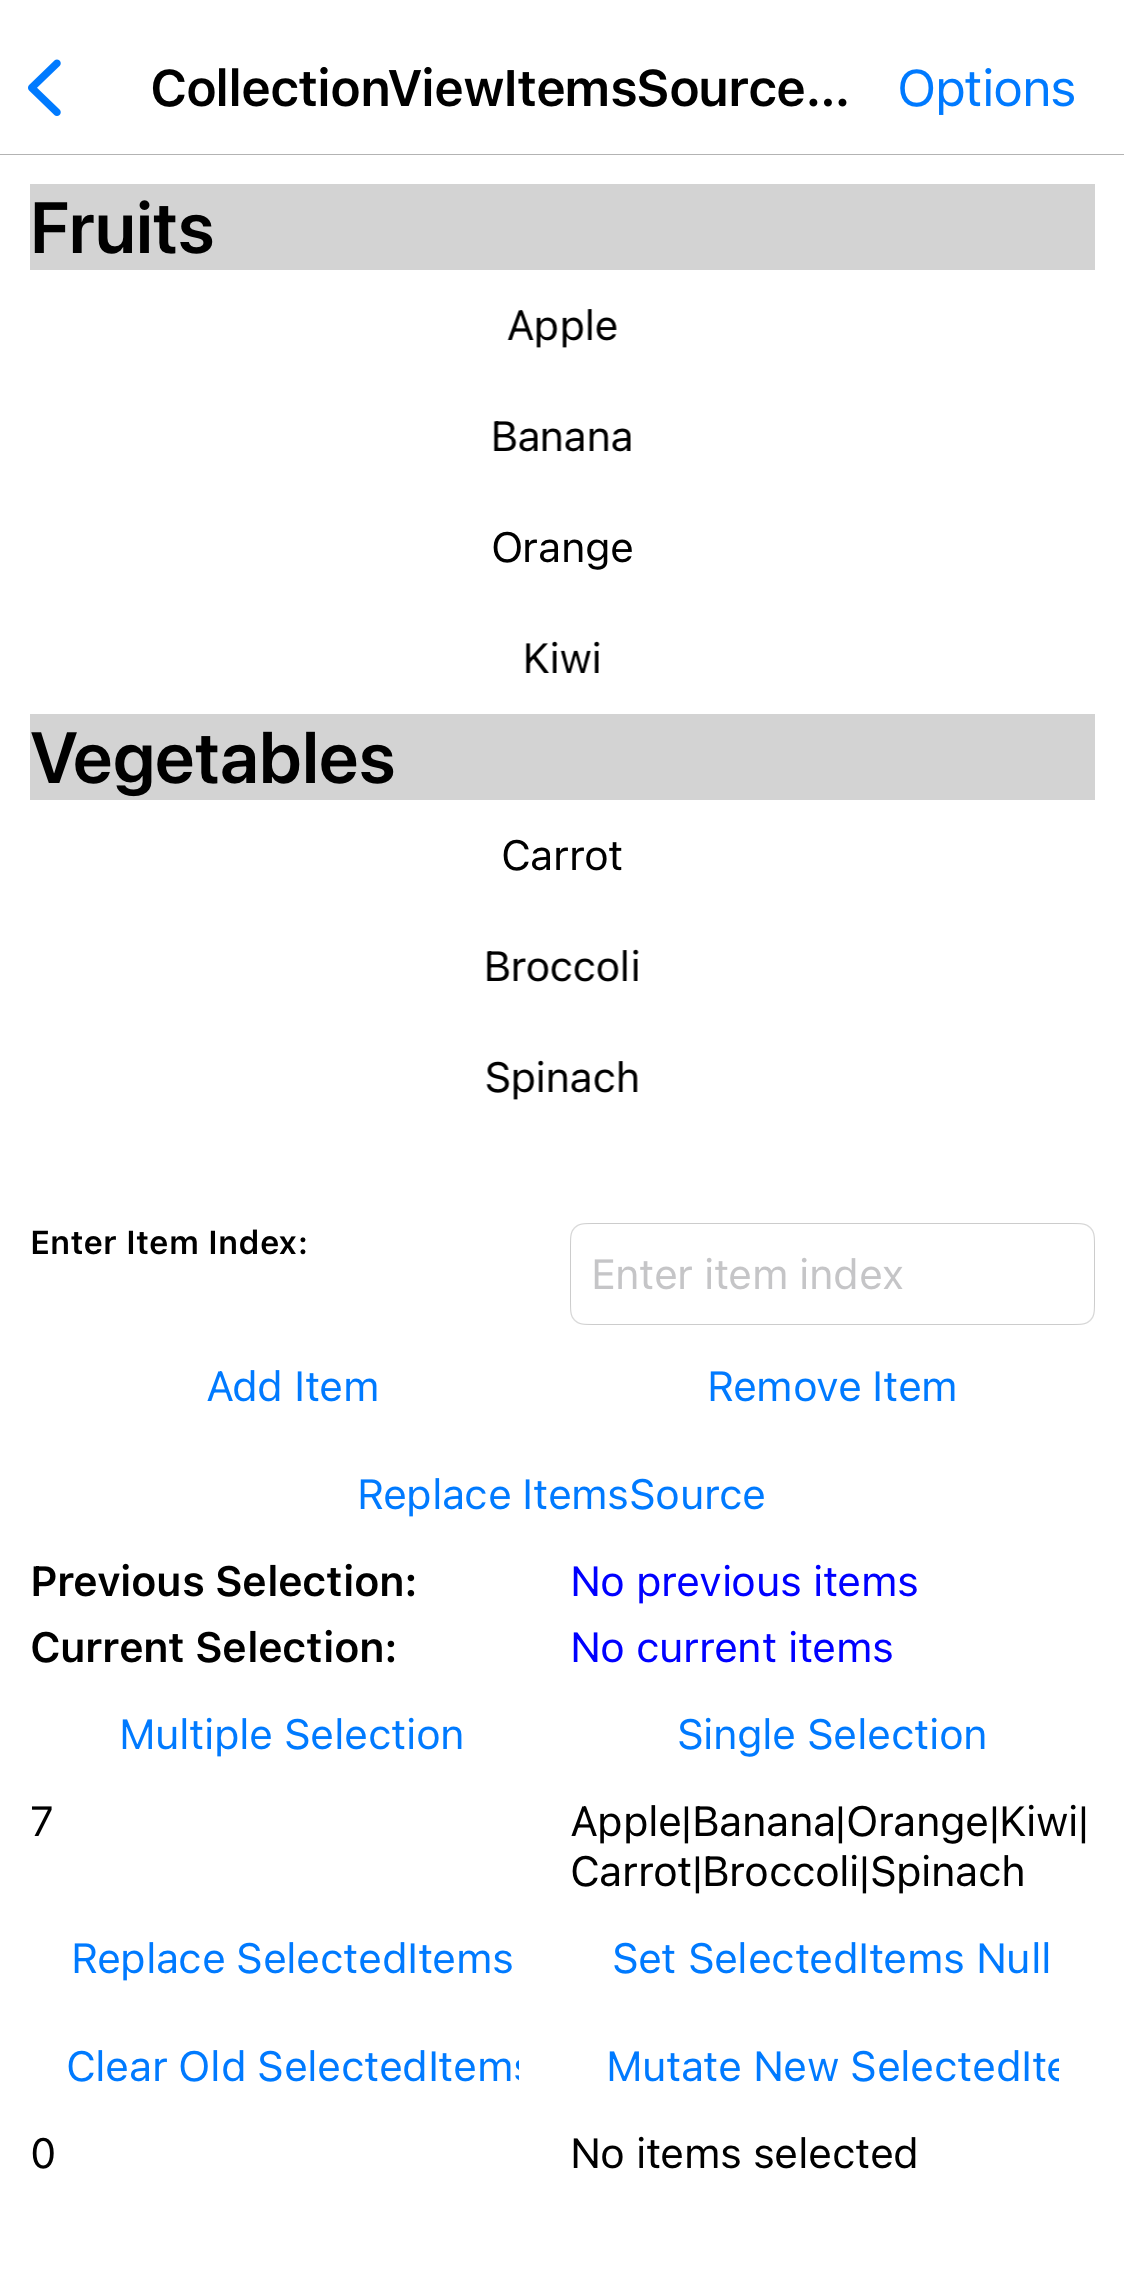 CollectionViewItemsSource...
Options
Fruits
Apple
Banana
Orange
Kiwi
Vegetables
Carrot
Broccoli
Spinach
Enter Item Index:
Enter item index
Add Item
Remove Item
Replace ItemsSource
Previous Selection:
No previous items
Current Selection:
No current items
Multiple Selection
Single Selection
7
Apple|Banana|Orange|Kiwi|
Carrot|Broccoli|Spinach
Replace SelectedItems
Set SelectedItems Null
Clear Old SelectedItems
Mutate New SelectedIte
0
No items selected